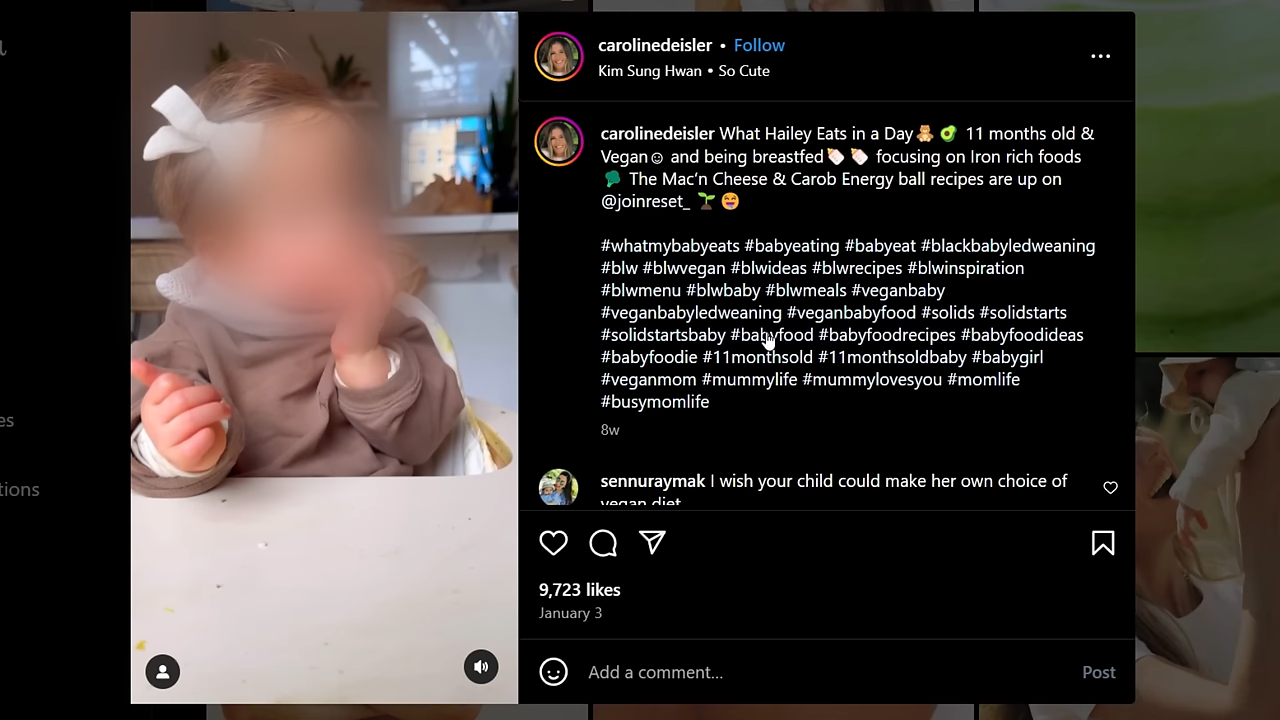 carolinedeisler • Follow
Kim Sung Hwan • So Cute
carolinedeisler What Hailey Eats in a Day🧸🥑 11 months old &
Vegan☺ and being breastfed🍼🍼 focusing on Iron rich foods
🥦 The Mac'n Cheese & Carob Energy ball recipes are up on
@joinreset_ 🌱😄
#whatmybabyeats #babyeating #babyeat #blackbabyledweaning
#blw #blwvegan #blwideas #blwrecipes #blwinspiration
#blwmenu #blwbaby #blwmeals #veganbaby
#veganbabyledweaning #veganbabyfood #solids #solidstarts
#solidstartsbaby #babyfood #babyfoodrecipes #babyfoodideas
#babyfoodie #11monthsold #11monthsoldbaby #babygirl
#veganmom #mummylife #mummylovesyou #momlife
#busymomlife
8w
sennuraymak I wish your child could make her own choice of
vegan diet
9,723 likes
January 3
Add a comment...
Post
es
tions